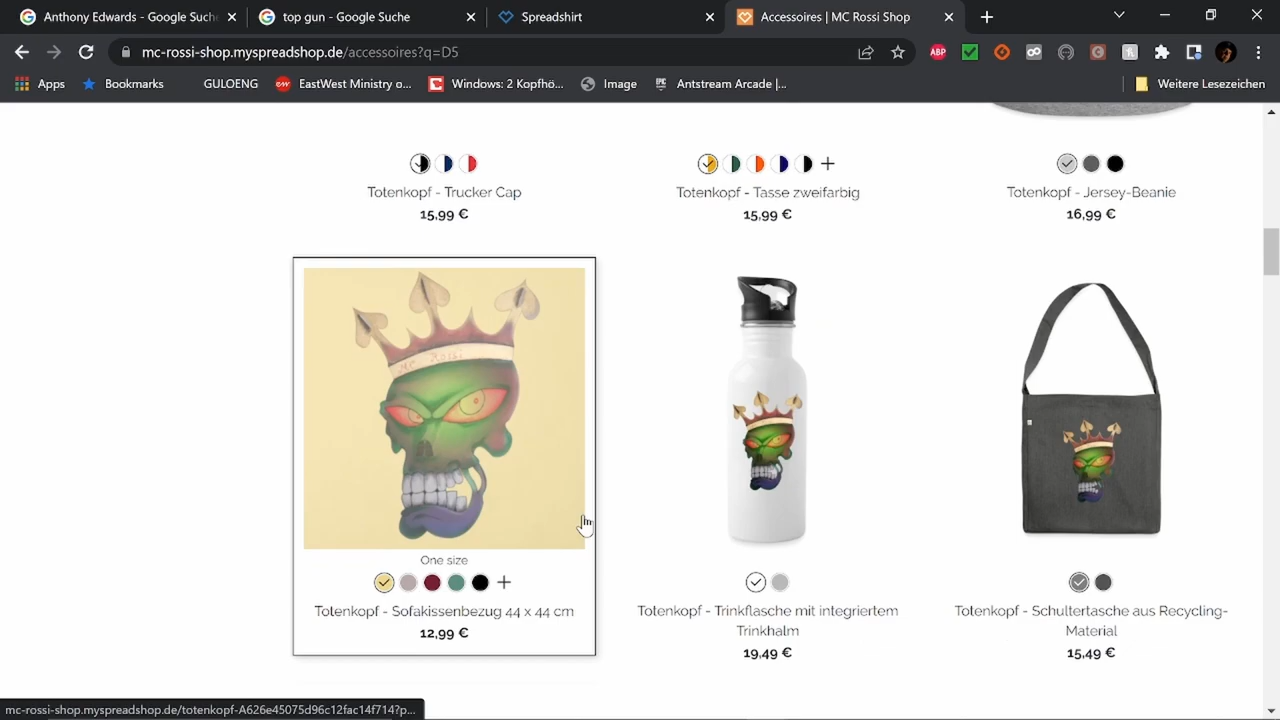 Anthony Edwards - Google Suche
top gun - Google Suche
Spreadshirt
Accessoires | MC Rossi Shop
mc-rossi-shop.myspreadshop.de/accessoires?q=D5
ABP
Apps
Bookmarks
GULOENG
EastWest Ministry o...
Windows: 2 Kopfhö...
Image
Antstream Arcade |...
Weitere Lesezeichen
Totenkopf - Trucker Cap
15,99 €
Totenkopf - Tasse zweifarbig
15,99 €
Totenkopf - Jersey-Beanie
16,99 €
MC - Rossi
One size
Totenkopf - Sofakissenbezug 44 x 44 cm
12,99 €
Totenkopf - Trinkflasche mit integriertem
Trinkhalm
19,49 €
Totenkopf - Schultertasche aus Recycling-
Material
15,49 €
mc-rossi-shop.myspreadshop.de/totenkopf-A626e45075d96c12fac14f714?p...